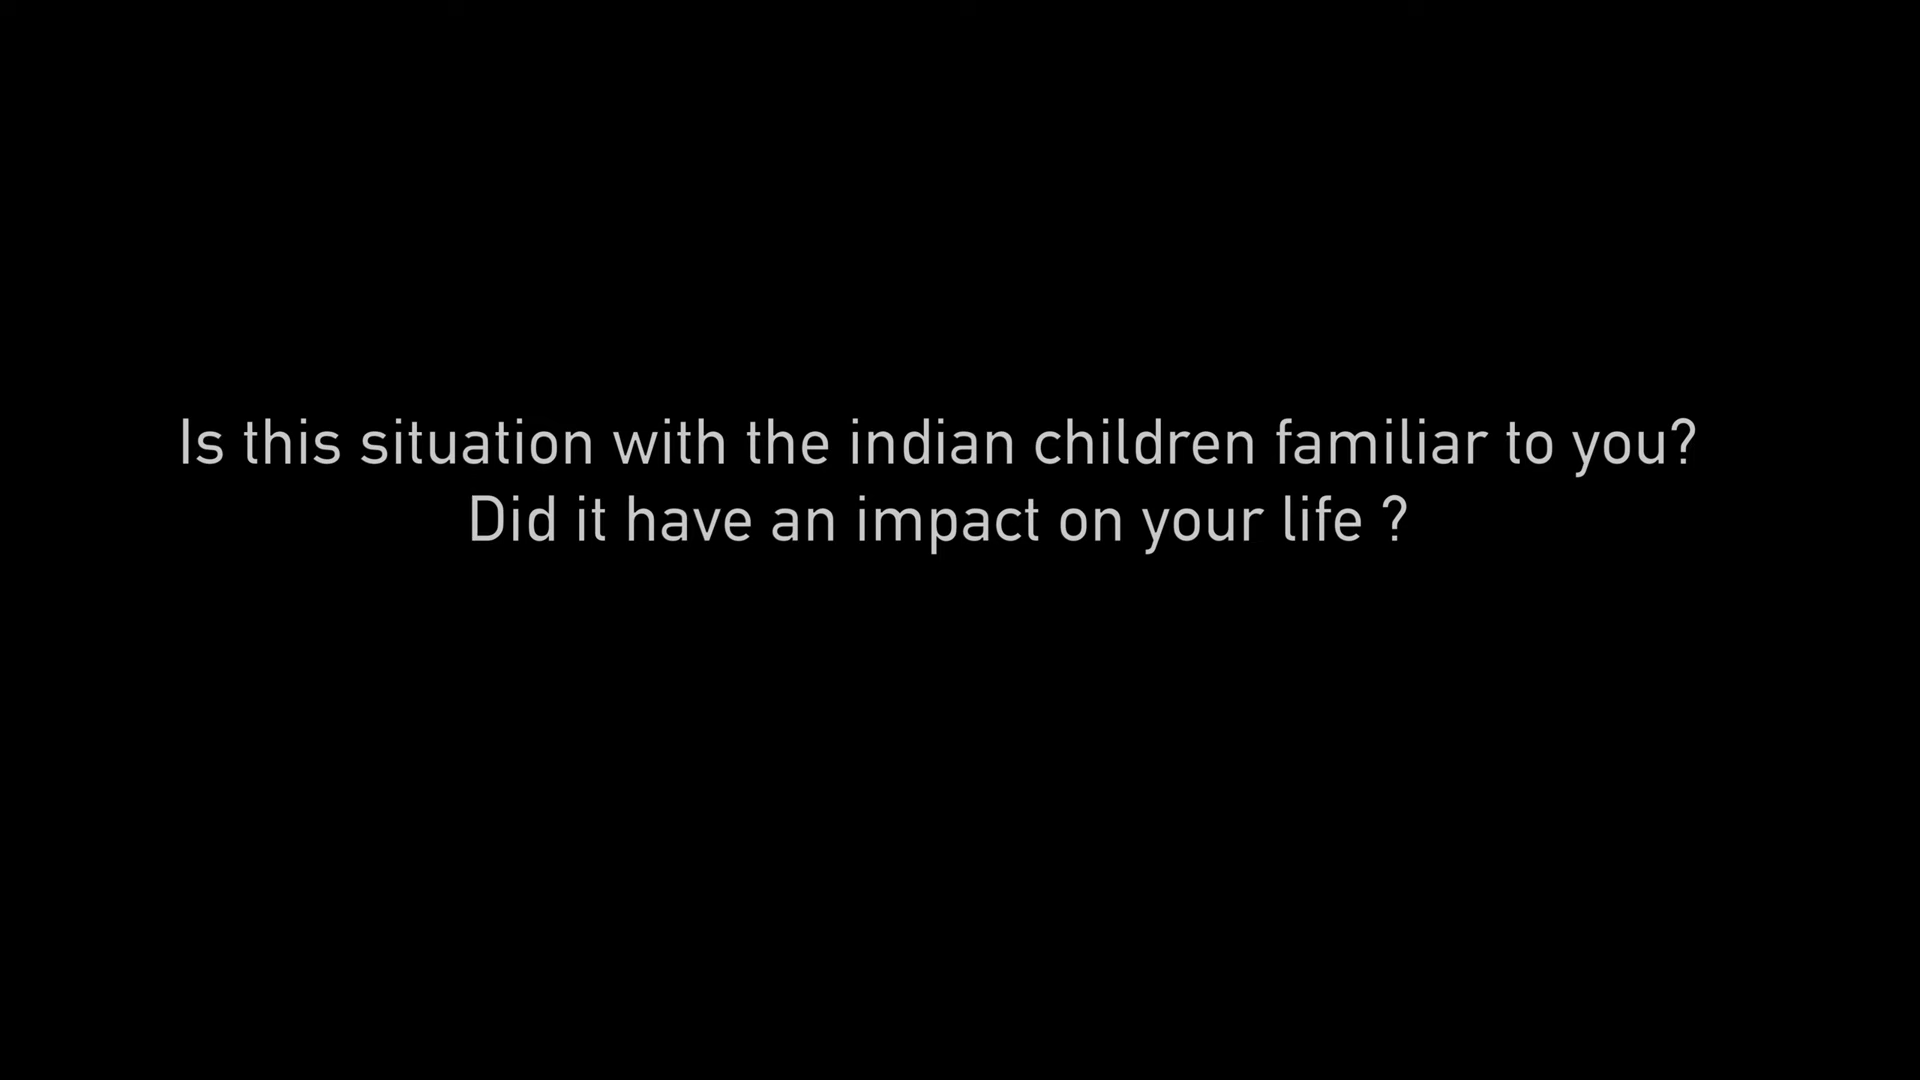 Is this situation with the indian children familiar to you?
Did it have an impact on your life ?